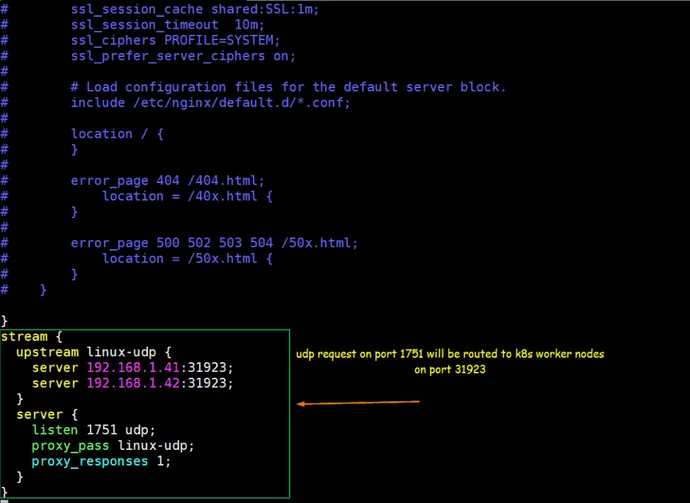 #        ssl_session_cache shared:SSL:1m;
#        ssl_session_timeout  10m;
#        ssl_ciphers PROFILE=SYSTEM;
#        ssl_prefer_server_ciphers on;
#
#        # Load configuration files for the default server block.
#        include /etc/nginx/default.d/*.conf;
#
#        location / {
#        }
#
#        error_page 404 /404.html;
#            location = /40x.html {
#        }
#
#        error_page 500 502 503 504 /50x.html;
#            location = /50x.html {
#        }
#    }

}
stream {
  upstream linux-udp {
    server 192.168.1.41:31923;
    server 192.168.1.42:31923;
  }
  server {
    listen 1751 udp;
    proxy_pass linux-udp;
    proxy_responses 1;
  }
}
udp request on port 1751 will be routed to k8s worker nodes
on port 31923